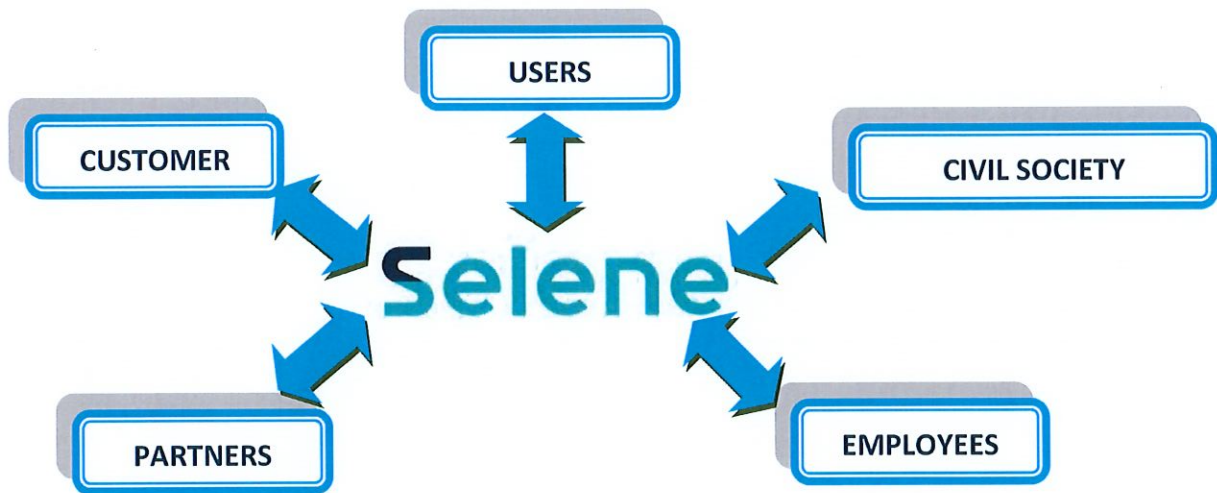 USERS
CUSTOMER
CIVIL SOCIETY
Selene
PARTNERS
EMPLOYEES